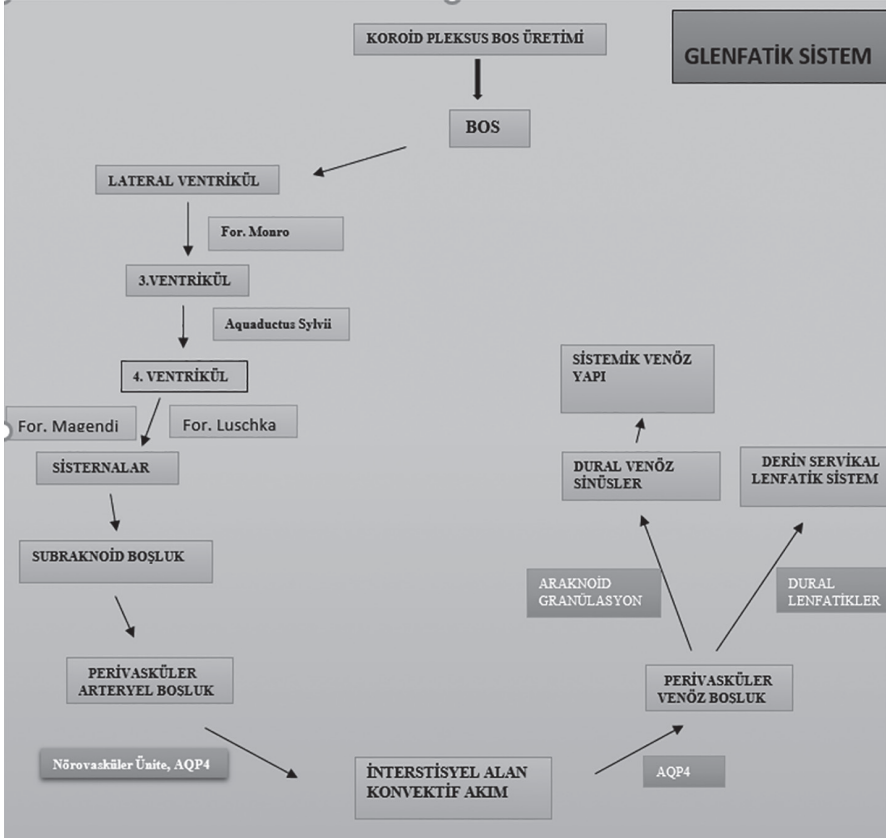 KOROİD PLEKSUS BOS ÜRETİMİ
GLENFATİK SİSTEM
BOS
LATERAL VENTRİKÜL
For. Monro
3.VENTRİKÜL
Aquaductus Sylvii
4. VENTRİKÜL
For. Magendi
For. Luschka
SİSTERNALAR
SUBRAKNOİD BOŞLUK
PERİVASKÜLER
ARTERYEL BOŞLUK
Nörovasküler Ünite, AQP4
İNTERSTİSYEL ALAN
KONVEKTİF AKIM
AQP4
PERİVASKÜLER
VENÖZ BOŞLUK
ARAKNOİD
GRANÜLASYON
DURAL
LENFATİKLER
DURAL VENÖZ
SİNÜSLER
DERİN SERVİKAL
LENFATİK SİSTEM
SİSTEMİK VENÖZ
YAPI